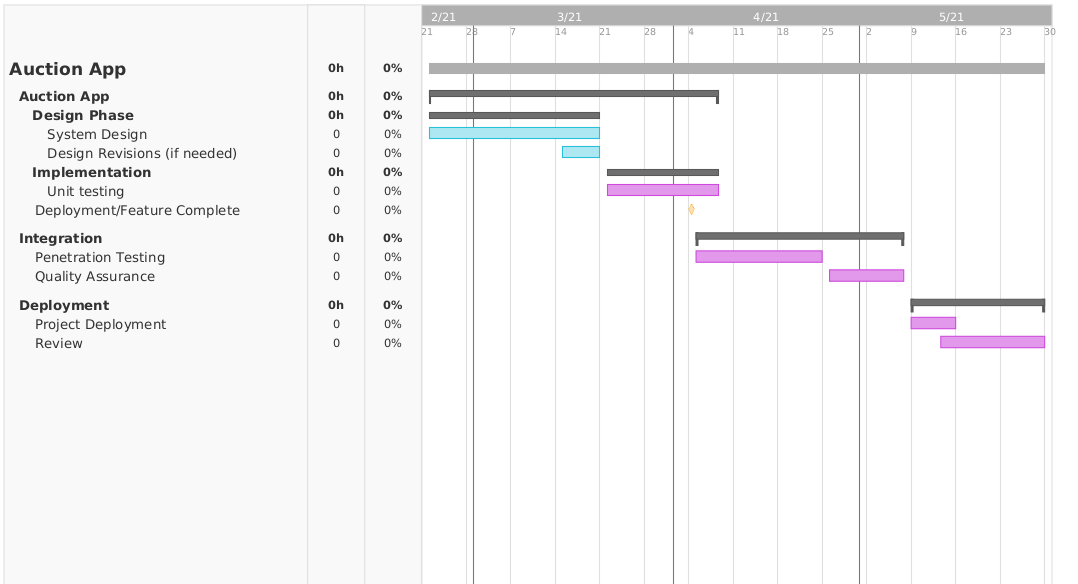 2/21 3/21 4/21 5/21
21 28 7 14 21 28 4 11 18 25 2 9 16 23 30
Auction App 0h 0%
Auction App 0h 0%
Design Phase 0h 0%
System Design 0 0%
Design Revisions (if needed) 0 0%
Implementation 0h 0%
Unit testing 0 0%
Deployment/Feature Complete 0 0%
Integration 0h 0%
Penetration Testing 0 0%
Quality Assurance 0 0%
Deployment 0h 0%
Project Deployment 0 0%
Review 0 0%